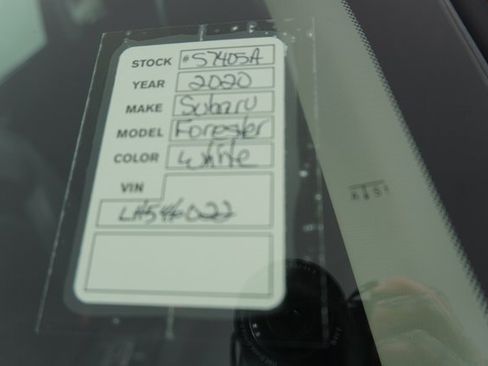 STOCK #S7405A
YEAR 2020
MAKE Subaru
MODEL Forester
COLOR White
VIN
LH546022